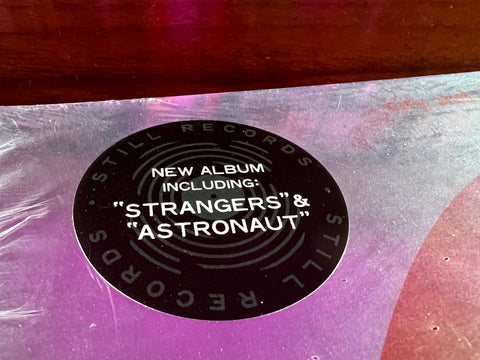 STILL RECORDS • STILL RECORDS •
NEW ALBUM
INCLUDING:
“STRANGERS” &
“ASTRONAUT”